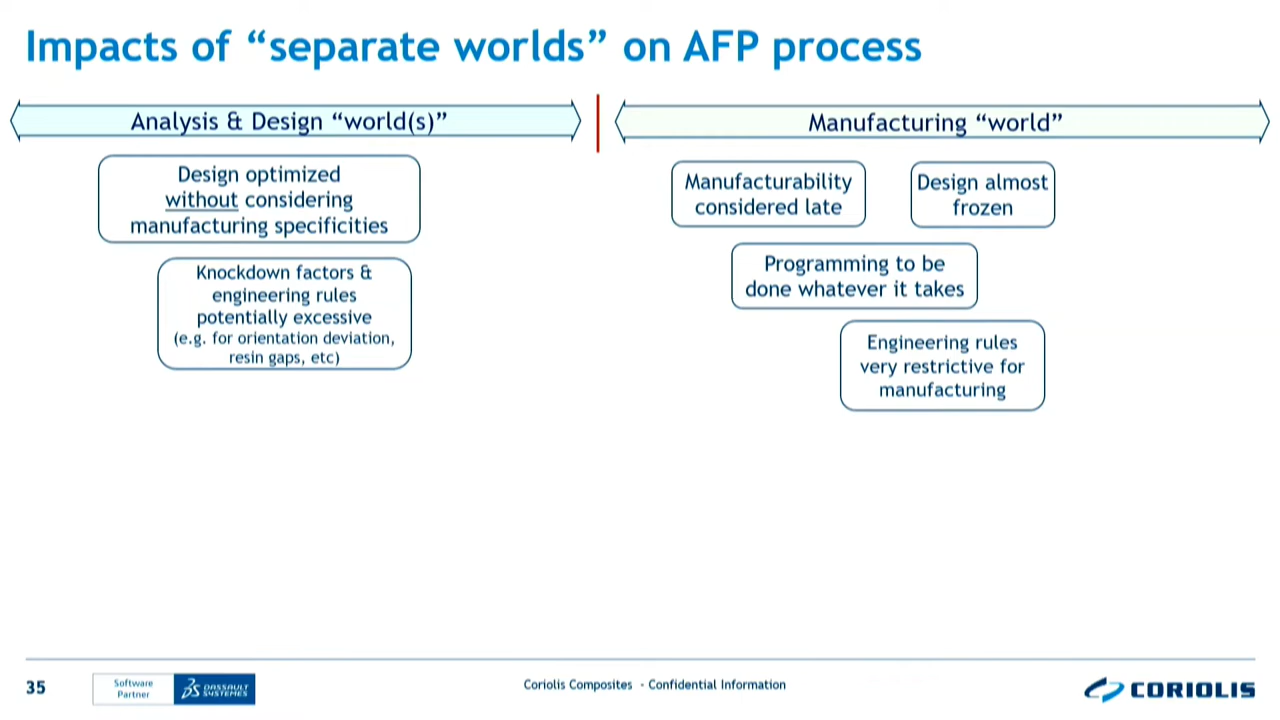 Impacts of “separate worlds” on AFP process
Analysis & Design “world(s)”
Manufacturing “world”
Design optimized
without considering
manufacturing specificities
Knockdown factors &
engineering rules
potentially excessive
(e.g. for orientation deviation,
resin gaps, etc)
Manufacturability
considered late
Design almost
frozen
Programming to be
done whatever it takes
Engineering rules
very restrictive for
manufacturing
35
Software
Partner
DASSAULT
SYSTEMES
Coriolis Composites - Confidential Information
CORIOLIS